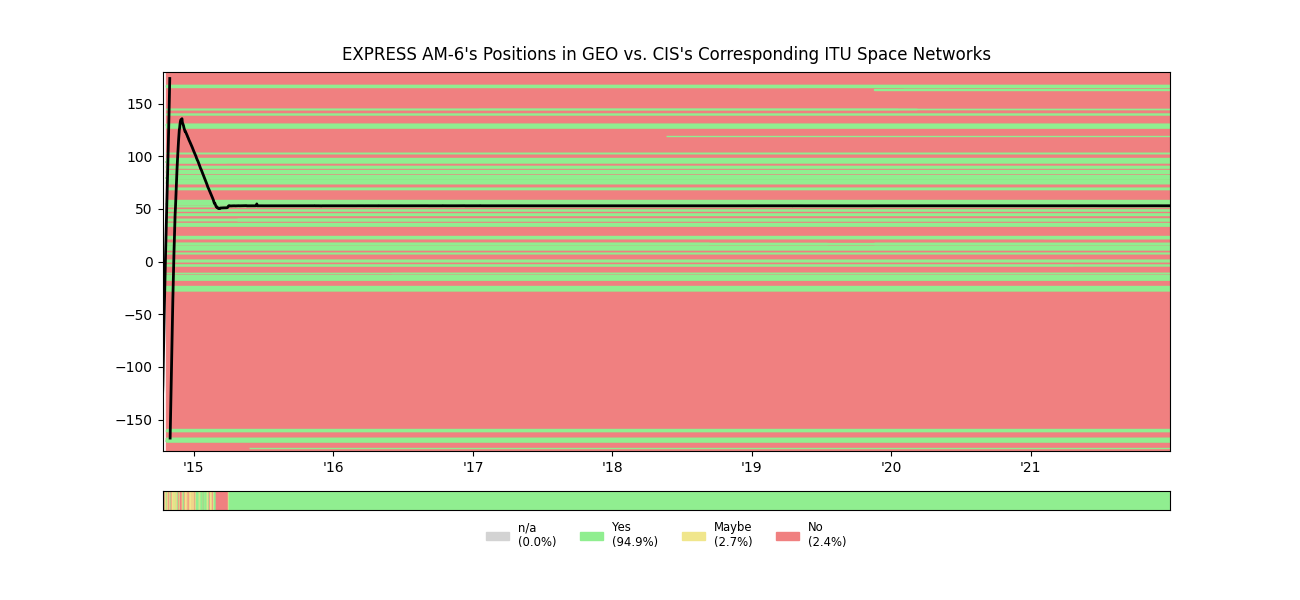 EXPRESS AM-6's Positions in GEO vs. CIS's Corresponding ITU Space Networks
150
100
50
0
−50
−100
−150
'15 '16 '17 '18 '19 '20 '21
n/a Yes Maybe No
(0.0%) (94.9%) (2.7%) (2.4%)